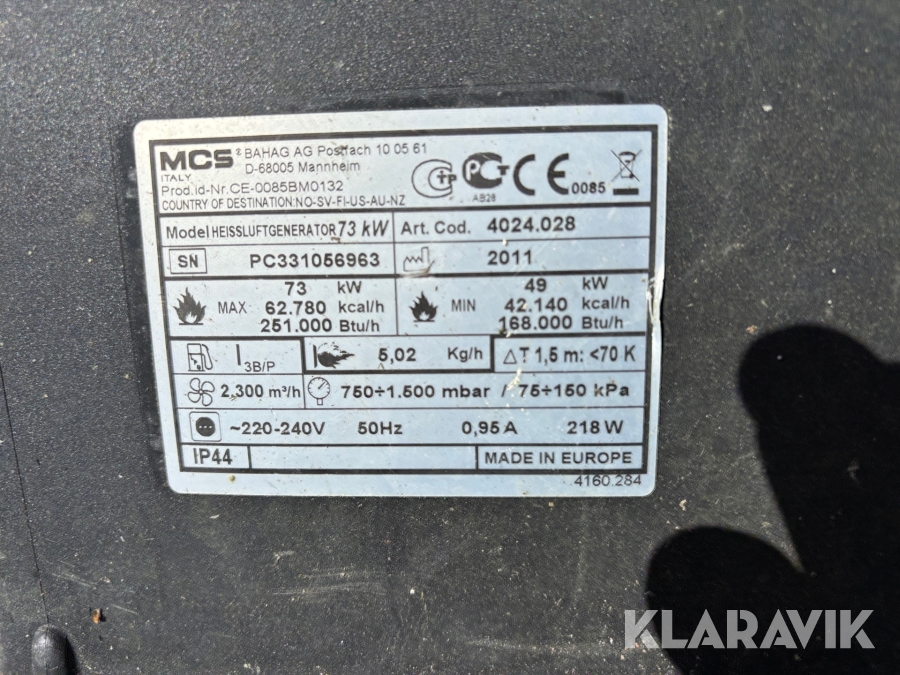 MCS
ITALY
BAHAG AG Postfach 10 05 61
D-68005 Mannheim
Prod.id-Nr.CE-0085BM0132
COUNTRY OF DESTINATION:NO-SV-FI-US-AU-NZ
AB28
0085
Model HEISSLUFTGENERATOR 73 kW
Art. Cod. 4024.028
SN PC331056963
2011
MAX 73 kW
62.780 kcal/h
251.000 Btu/h
MIN 49 kW
42.140 kcal/h
168.000 Btu/h
I 3B/P
5,02 Kg/h
ΔT 1,5 m: <70 K
2,300 m³/h
750÷1.500 mbar / 75÷150 kPa
~220-240V 50Hz 0,95 A 218 W
IP44
MADE IN EUROPE
4160.284
KLARAVIK